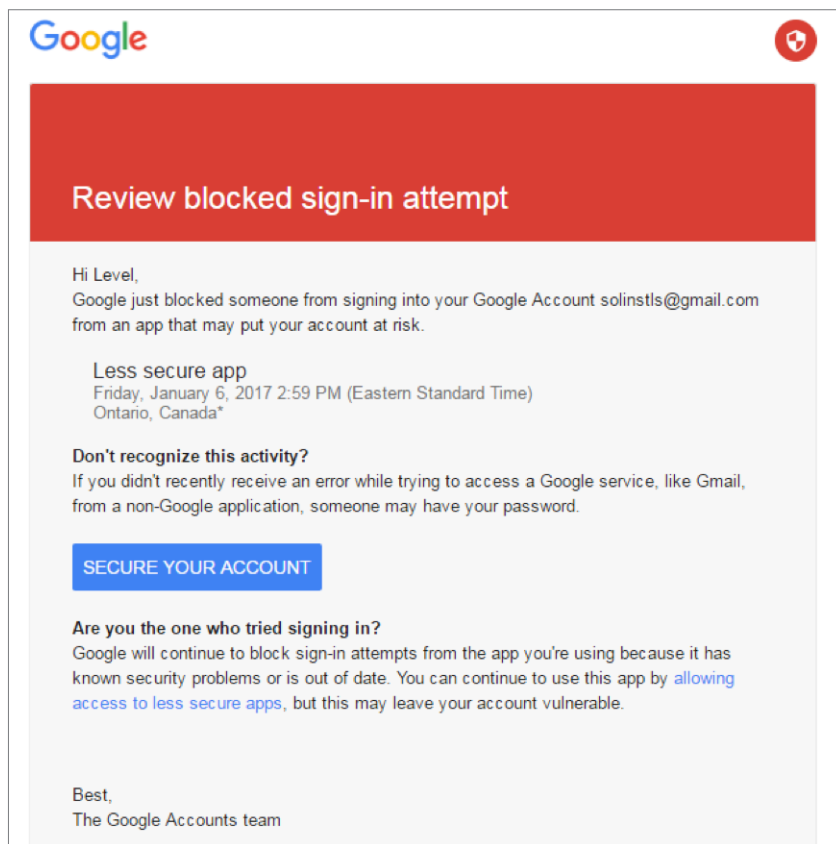 Google
Review blocked sign-in attempt
Hi Level,
Google just blocked someone from signing into your Google Account solinstls@gmail.com
from an app that may put your account at risk.
Less secure app
Friday, January 6, 2017 2:59 PM (Eastern Standard Time)
Ontario, Canada*
Don't recognize this activity?
If you didn't recently receive an error while trying to access a Google service, like Gmail,
from a non-Google application, someone may have your password.
SECURE YOUR ACCOUNT
Are you the one who tried signing in?
Google will continue to block sign-in attempts from the app you're using because it has
known security problems or is out of date. You can continue to use this app by allowing
access to less secure apps, but this may leave your account vulnerable.
Best,
The Google Accounts team